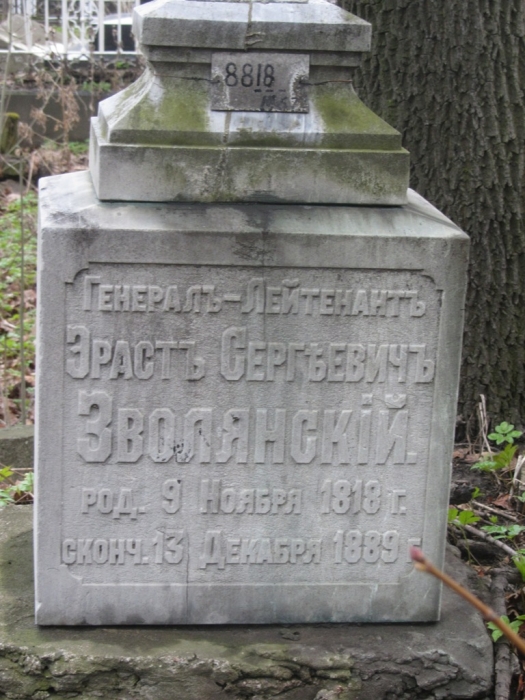 8818
Генералъ-Лейтенантъ
Эрастъ Сергѣевичъ
Зволянскій.
род. 9 Ноября 1818 г.
сконч. 13 Декабря 1889 г.